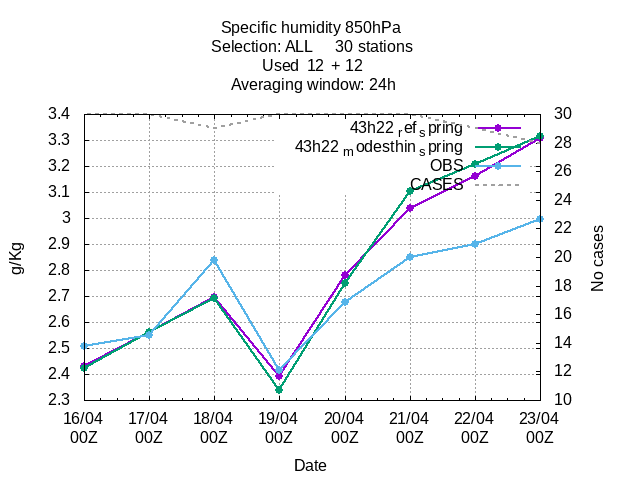 Specific humidity 850hPa
Selection: ALL 30 stations
Used 12 + 12
Averaging window: 24h
g/Kg
3.4
3.3
3.2
3.1
3
2.9
2.8
2.7
2.6
2.5
2.4
2.3
43h22 ref spring
43h22 modesthin spring
OBS
CASES
30
28
26
24
22
20
18
16
14
12
10
No cases
16/04 17/04 18/04 19/04 20/04 21/04 22/04 23/04
00Z 00Z 00Z 00Z 00Z 00Z 00Z 00Z
Date